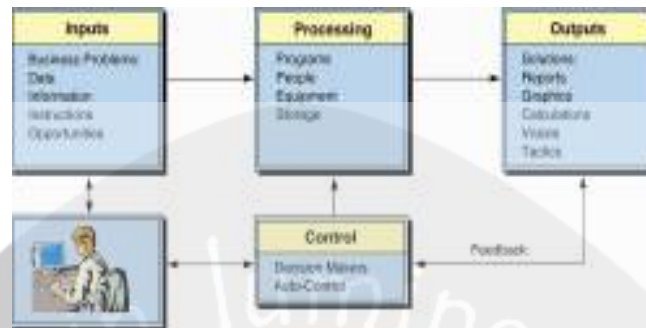 Inputs
Business Problems
Data
Information
Instructions
Opportunities
Processing
Programs
People
Equipment
Storage
Outputs
Solutions
Reports
Graphics
Calculations
Voices
Tactics
Control
Decision Makers
Auto-Control
Feedback